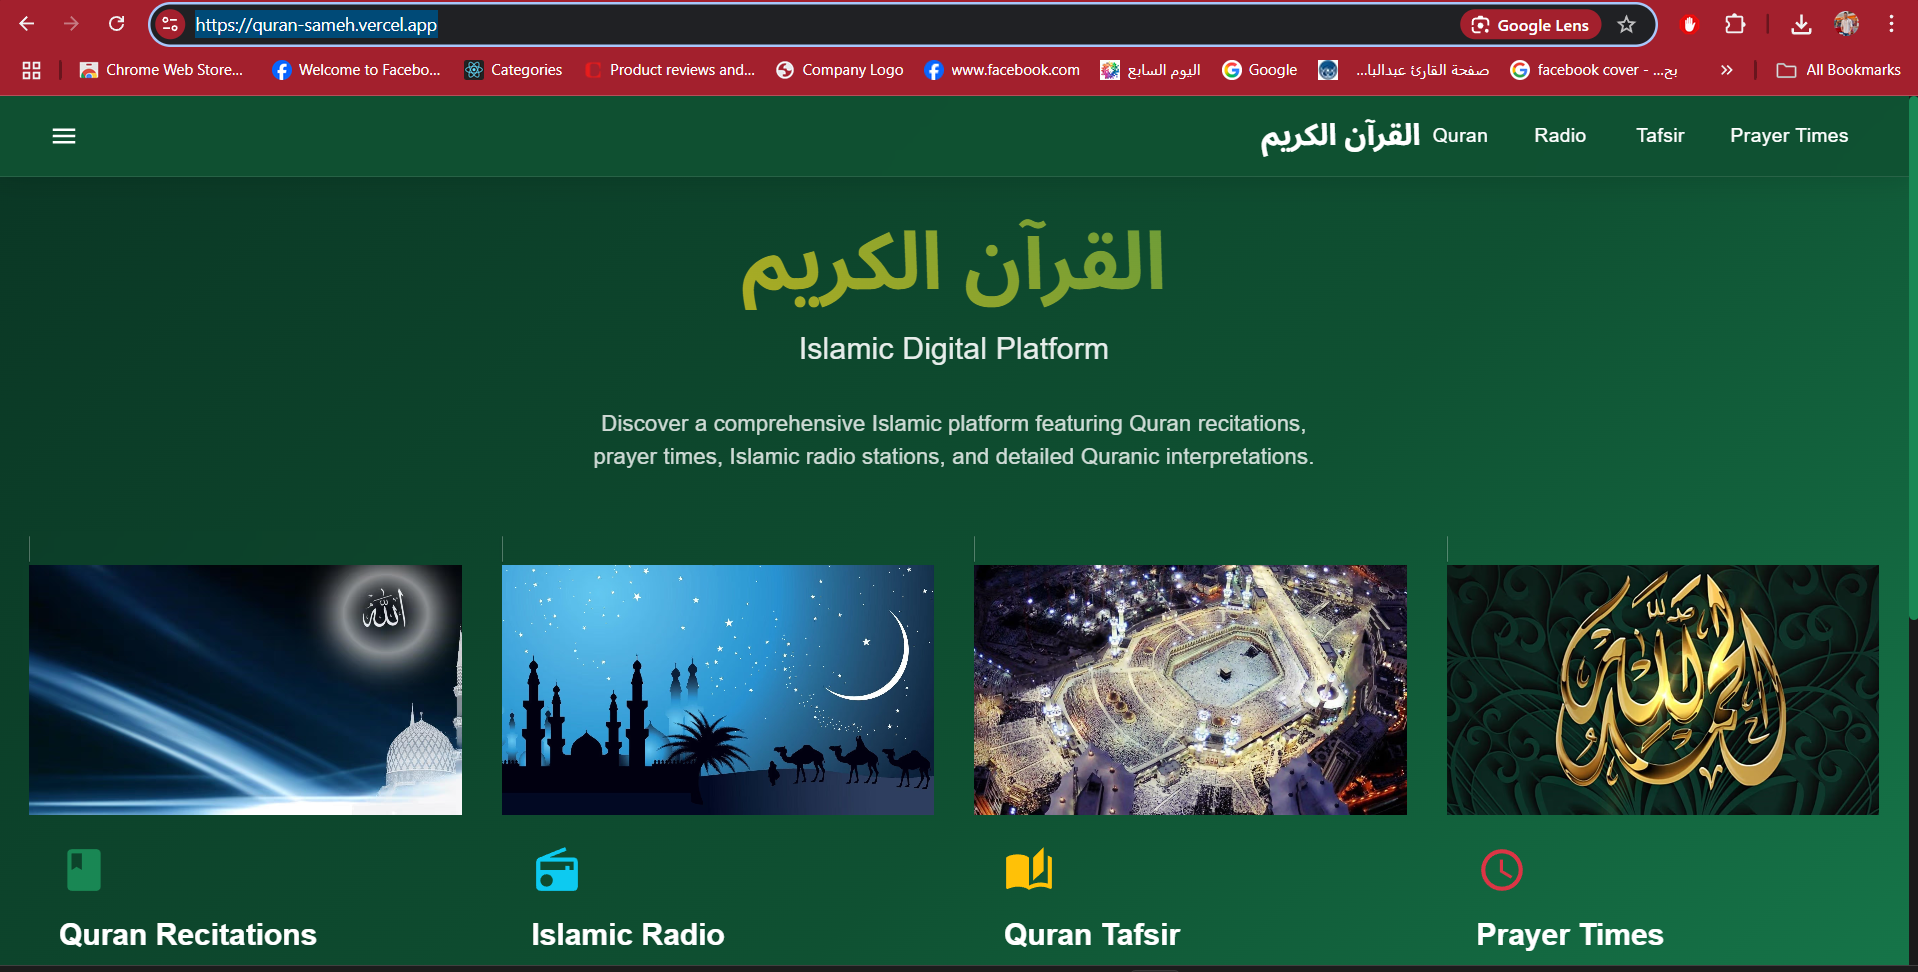 https://quran-sameh.vercel.app
Google Lens
Chrome Web Store...
Welcome to Facebo...
Categories
Product reviews and...
Company Logo
www.facebook.com
اليوم السابع
Google
صفحة القارئ عبدالبا...
facebook cover - بح...
All Bookmarks
القرآن الكريم
Quran
Radio
Tafsir
Prayer Times
القرآن الكريم
Islamic Digital Platform
Discover a comprehensive Islamic platform featuring Quran recitations,
prayer times, Islamic radio stations, and detailed Quranic interpretations.
الله
الحمد لله
Quran Recitations
Islamic Radio
Quran Tafsir
Prayer Times